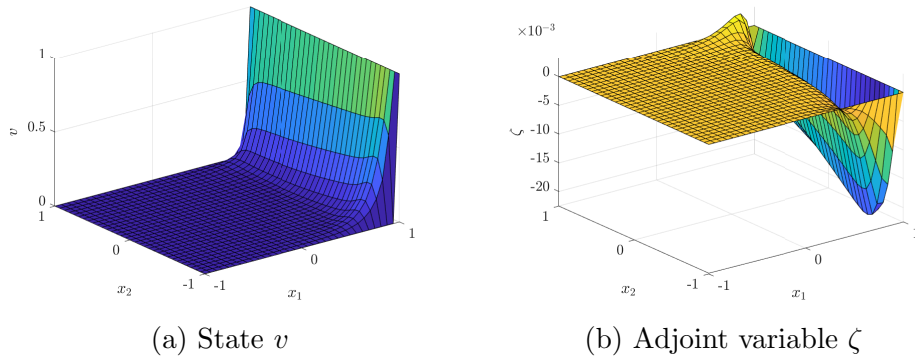 1
0.5
v
0
1
0
x₂
-1
-1
0
x₁
1
(a) State v
×10⁻³
0
-5
-10
ζ
-15
-20
1
0
x₂
-1
-1
0
x₁
1
(b) Adjoint variable ζ